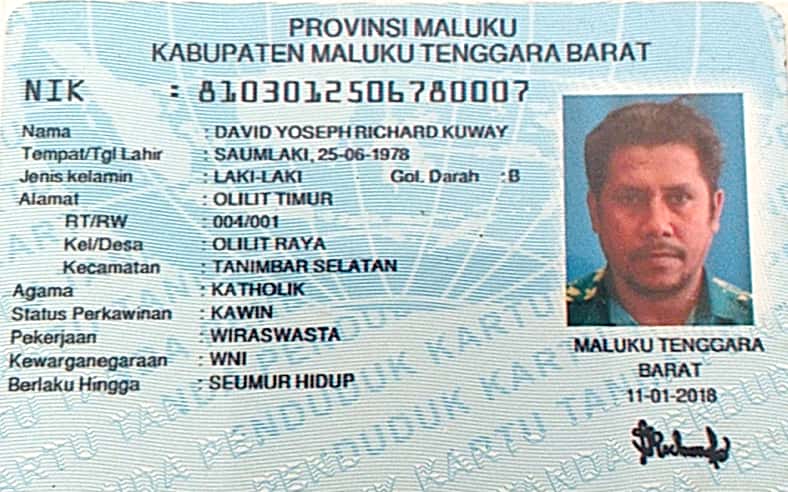 PROVINSI MALUKU
KABUPATEN MALUKU TENGGARA BARAT
NIK : 8103012506780007
Nama : DAVID YOSEPH RICHARD KUWAY
Tempat/Tgl Lahir : SAUMLAKI, 25-06-1978
Jenis kelamin : LAKI-LAKI Gol. Darah : B
Alamat : OLILIT TIMUR
RT/RW : 004/001
Kel/Desa : OLILIT RAYA
Kecamatan : TANIMBAR SELATAN
Agama : KATHOLIK
Status Perkawinan : KAWIN
Pekerjaan : WIRASWASTA
Kewarganegaraan : WNI
Berlaku Hingga : SEUMUR HIDUP
MALUKU TENGGARA
BARAT
11-01-2018